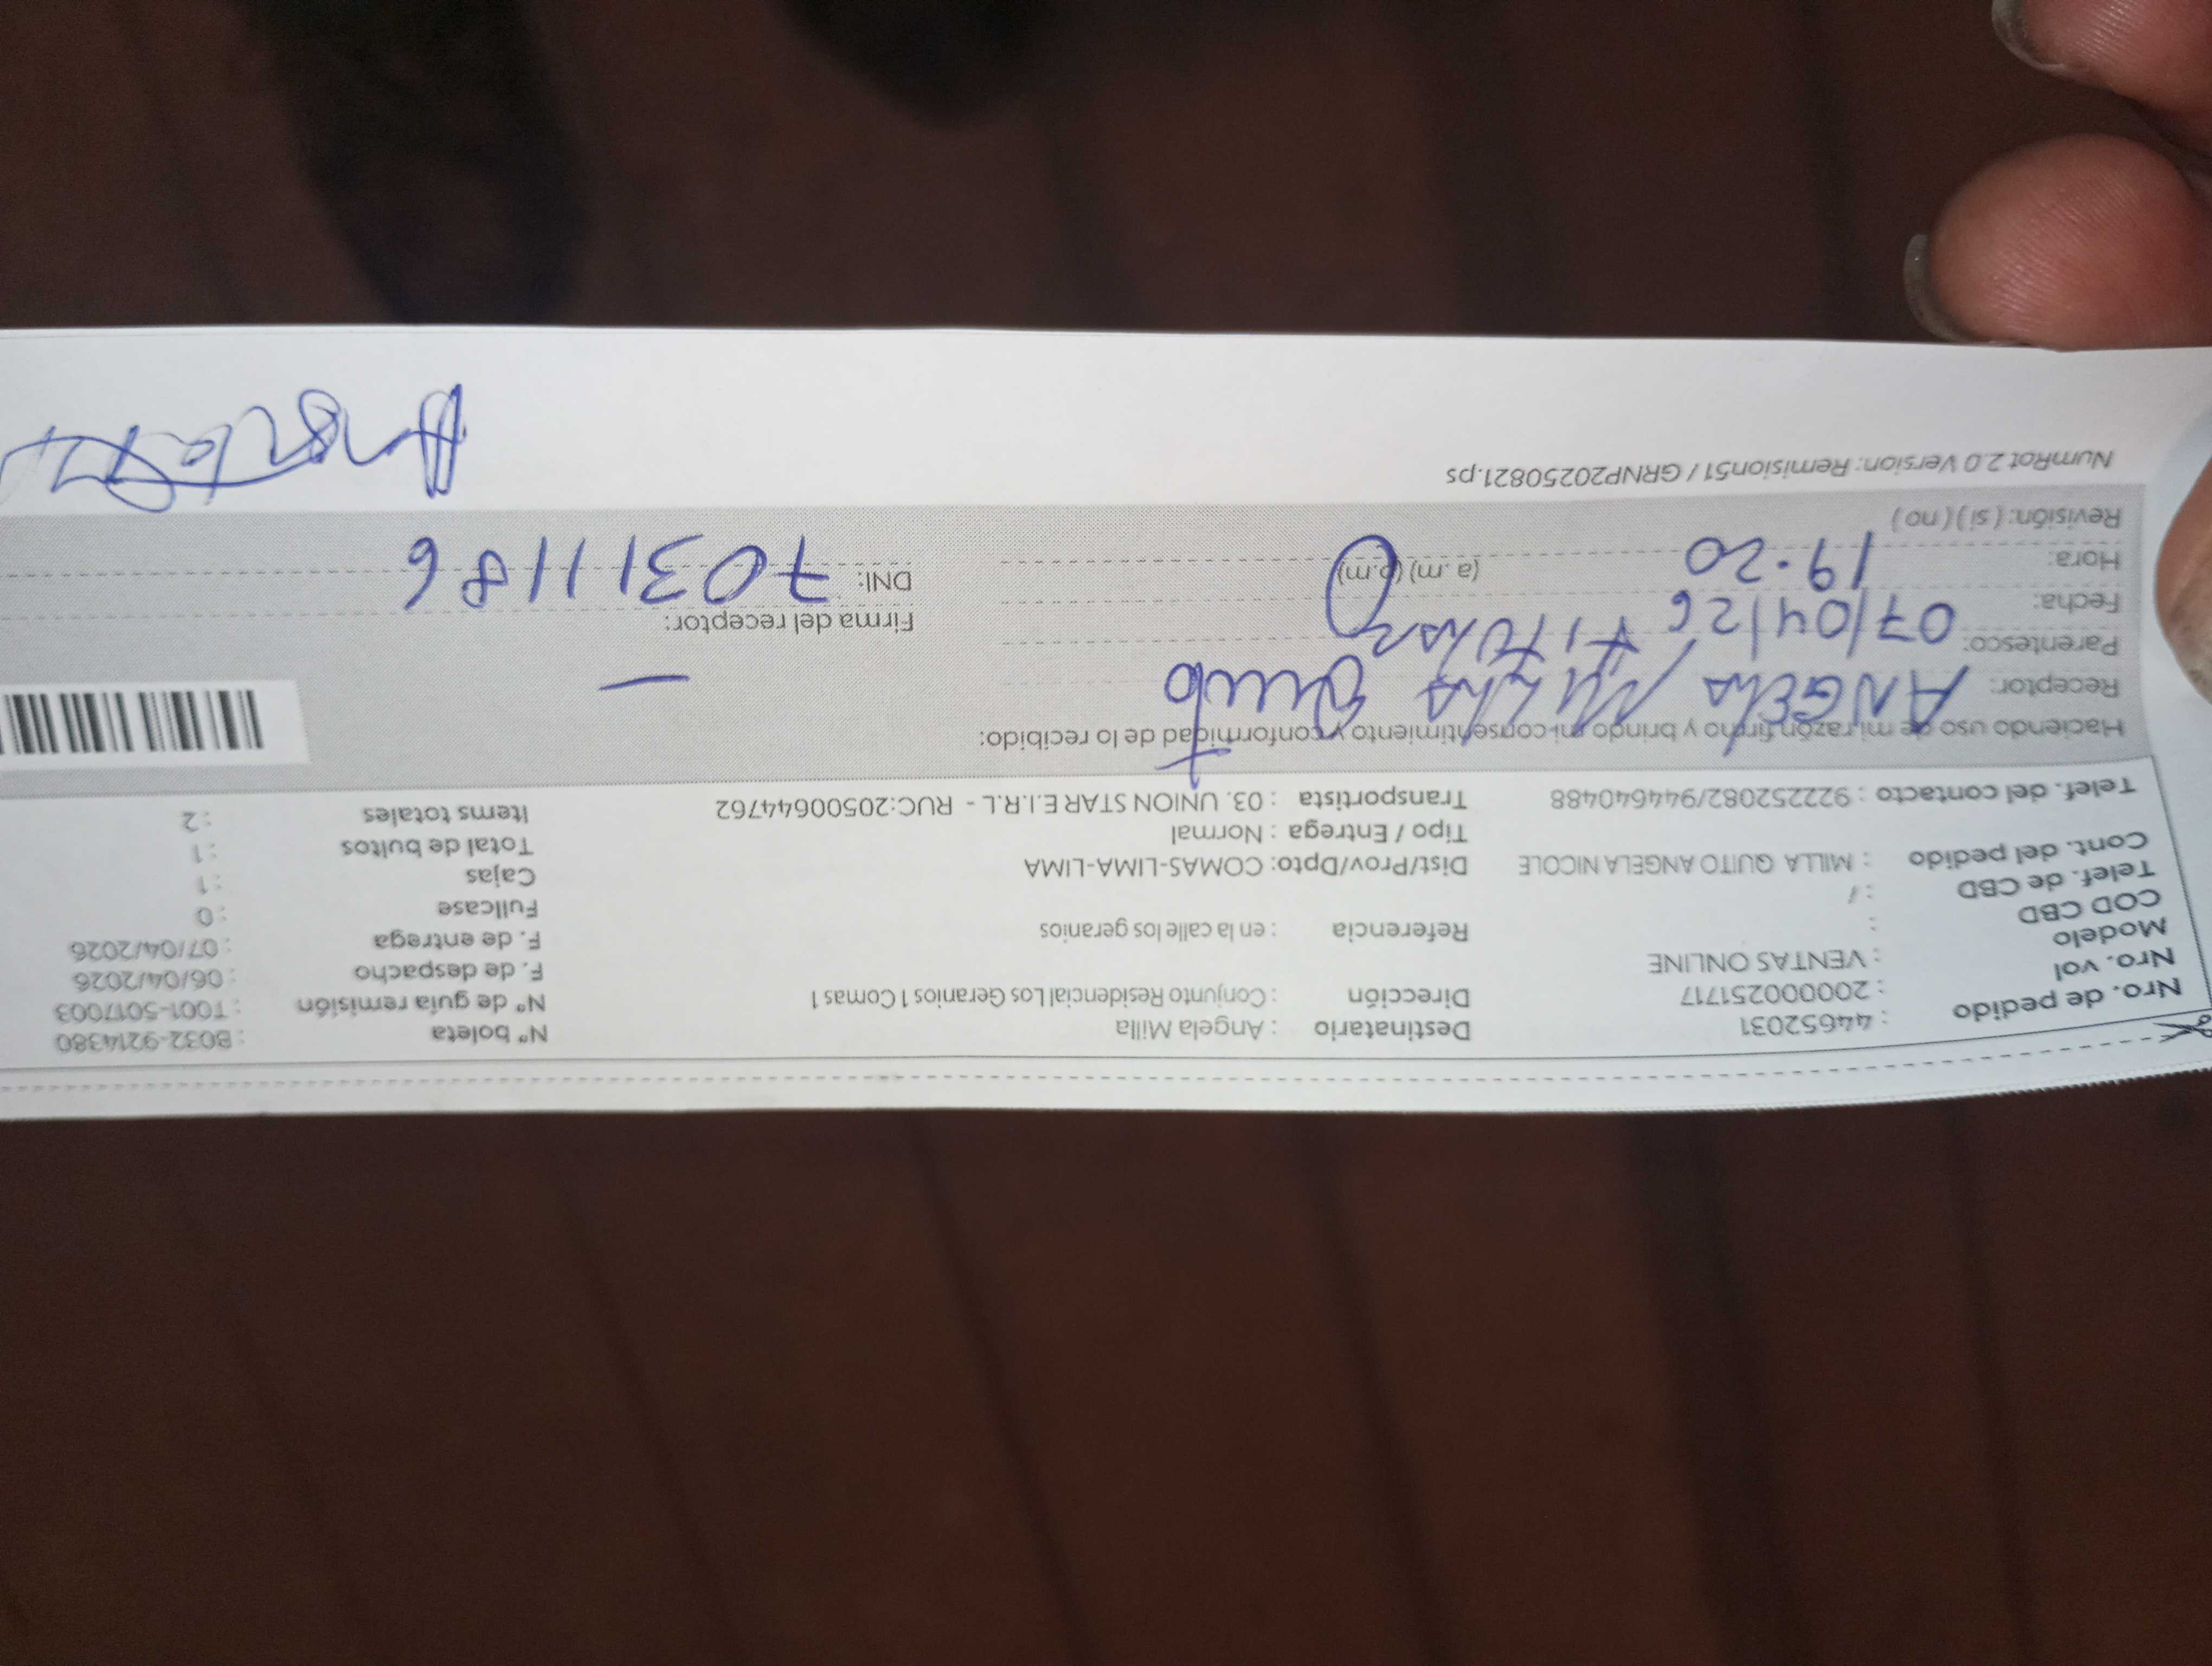 Nro. de pedido : 44652031
Nro. vol : 20000251717
Modelo : VENTAS ONLINE
COD CBD :
Telef. de CBD : /
Cont. del pedido : MILLA QUITO ANGELA NICOLE
Telef. del contacto : 922252082/944640488
Destinatario : Angela Milla
Dirección : Conjunto Residencial Los Geranios 1 Comas 1
Referencia : en la calle los geranios
Dist/Prov/Dpto: COMAS-LIMA-LIMA
Tipo / Entrega : Normal
Transportista : 03. UNION STAR E.I.R.L - RUC:20500644762
Nº boleta : B032-9214380
Nº de guía remisión : T001-5017003
F. de despacho : 06/04/2026
F. de entrega : 07/04/2026
Fullcase : 0
Cajas : 1
Total de bultos : 1
Items totales : 2
Haciendo uso de mi razón firmo y brindo mi consentimiento y conformidad de lo recibido:
Receptor: ANGELA Milla Quito
Parentesco: Titular
Fecha: 07/04/26
Hora: 19.20 (a .m) (p.m)
Revisión: ( si ) ( no )
Firma del receptor:
DNI: 70311186
NumRot 2.0 Version: Remision51 / GRNP20250821.ps